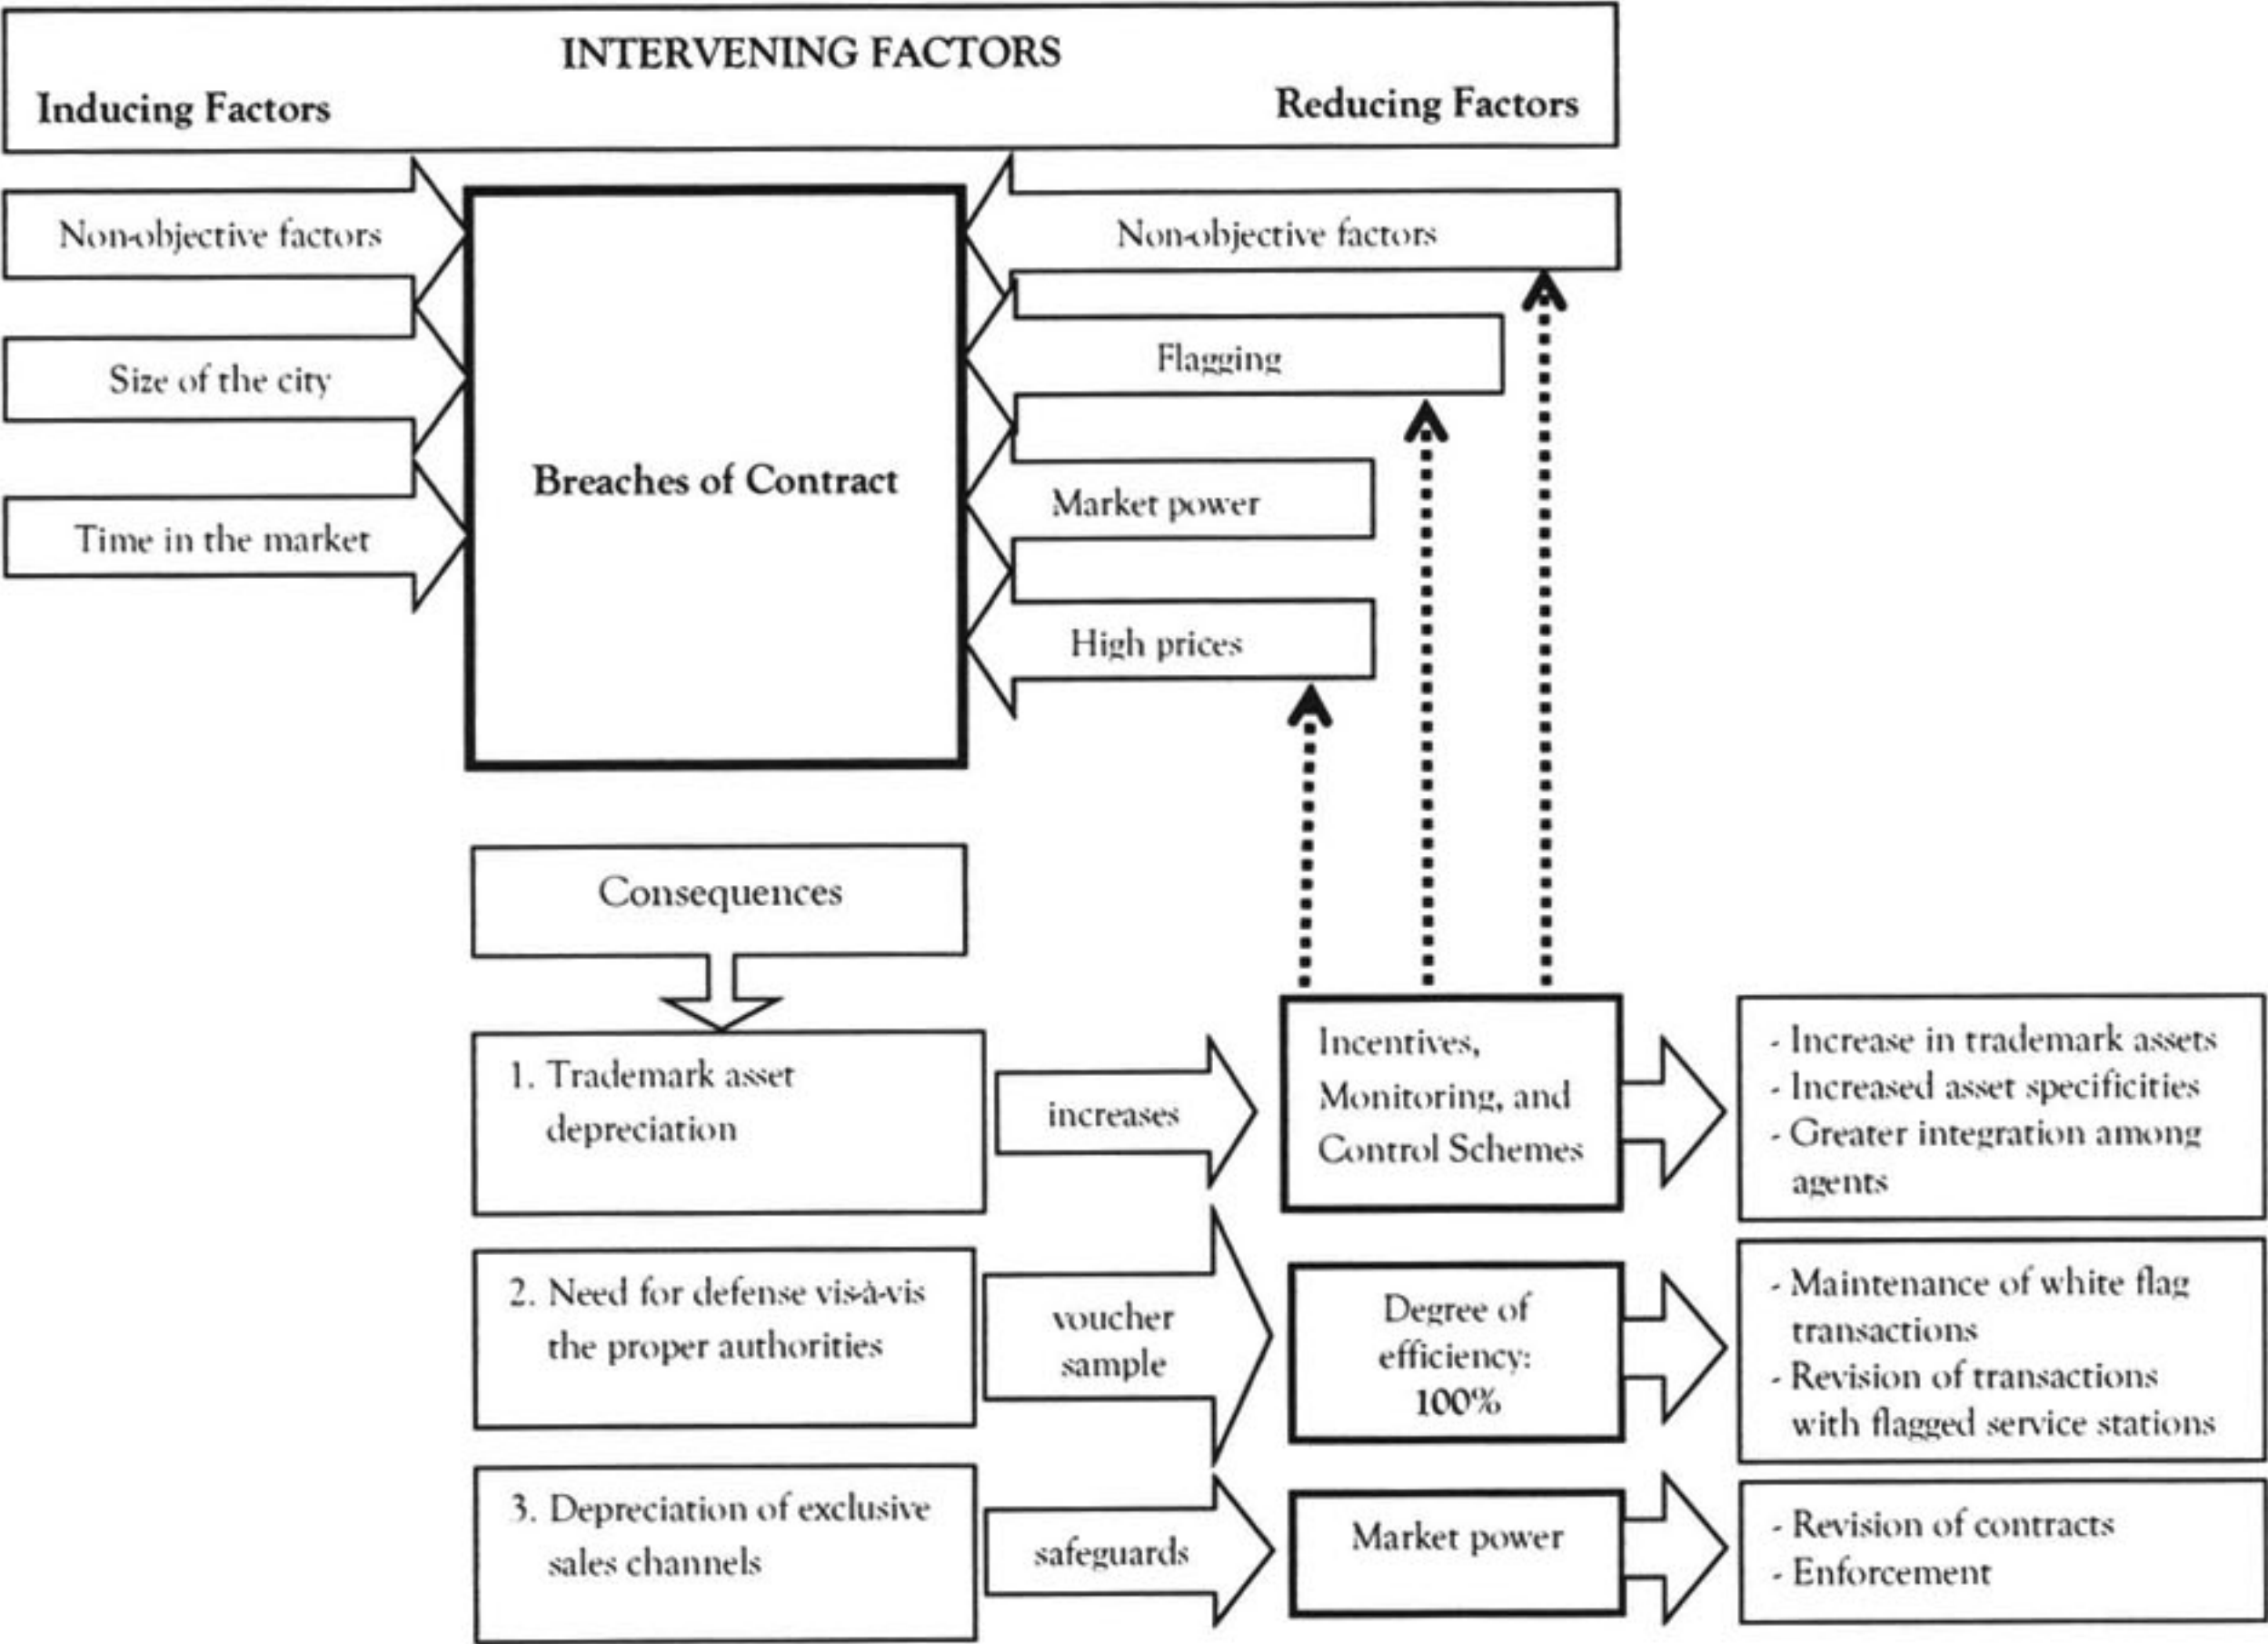 INTERVENING FACTORS
Inducing Factors
Reducing Factors
Non-objective factors
Non-objective factors
Size of the city
Flagging
Time in the market
Breaches of Contract
Market power
High prices
Consequences
1. Trademark asset
depreciation
increases
Incentives,
Monitoring, and
Control Schemes
- Increase in trademark assets
- Increased asset specificities
- Greater integration among
agents
2. Need for defense vis-à-vis
the proper authorities
voucher
sample
Degree of
efficiency:
100%
- Maintenance of white flag
transactions
- Revision of transactions
with flagged service stations
3. Depreciation of exclusive
sales channels
safeguards
Market power
- Revision of contracts
- Enforcement